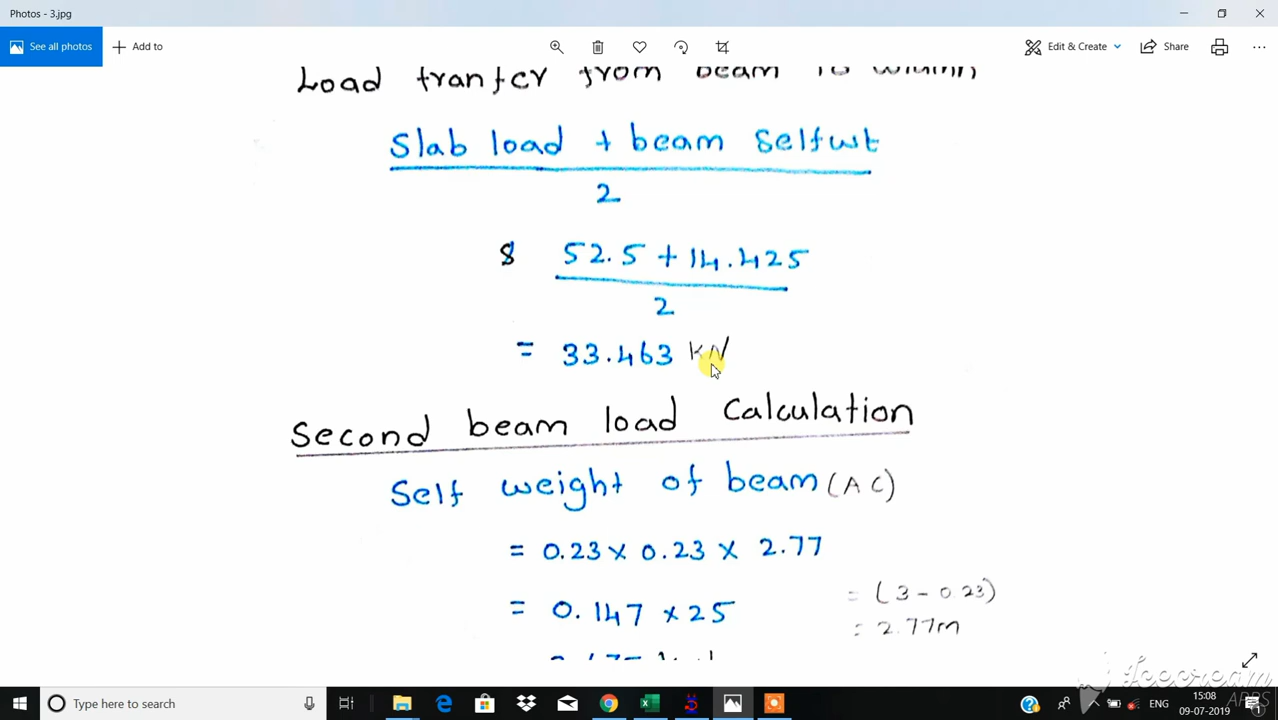 Photos - 3.jpg
See all photos
Add to
Edit & Create
Share
Load tranfer from beam to
Slab load + beam Selfwt
2
52.5 + 14.425
2
= 33.463 KN
Second beam load Calculation
Self weight of beam (AC)
= 0.23 x 0.23 x 2.77
= (3 - 0.23)
= 0.147 x 25
= 2.77m
Icecream
APPS
Type here to search
15:08
09-07-2019